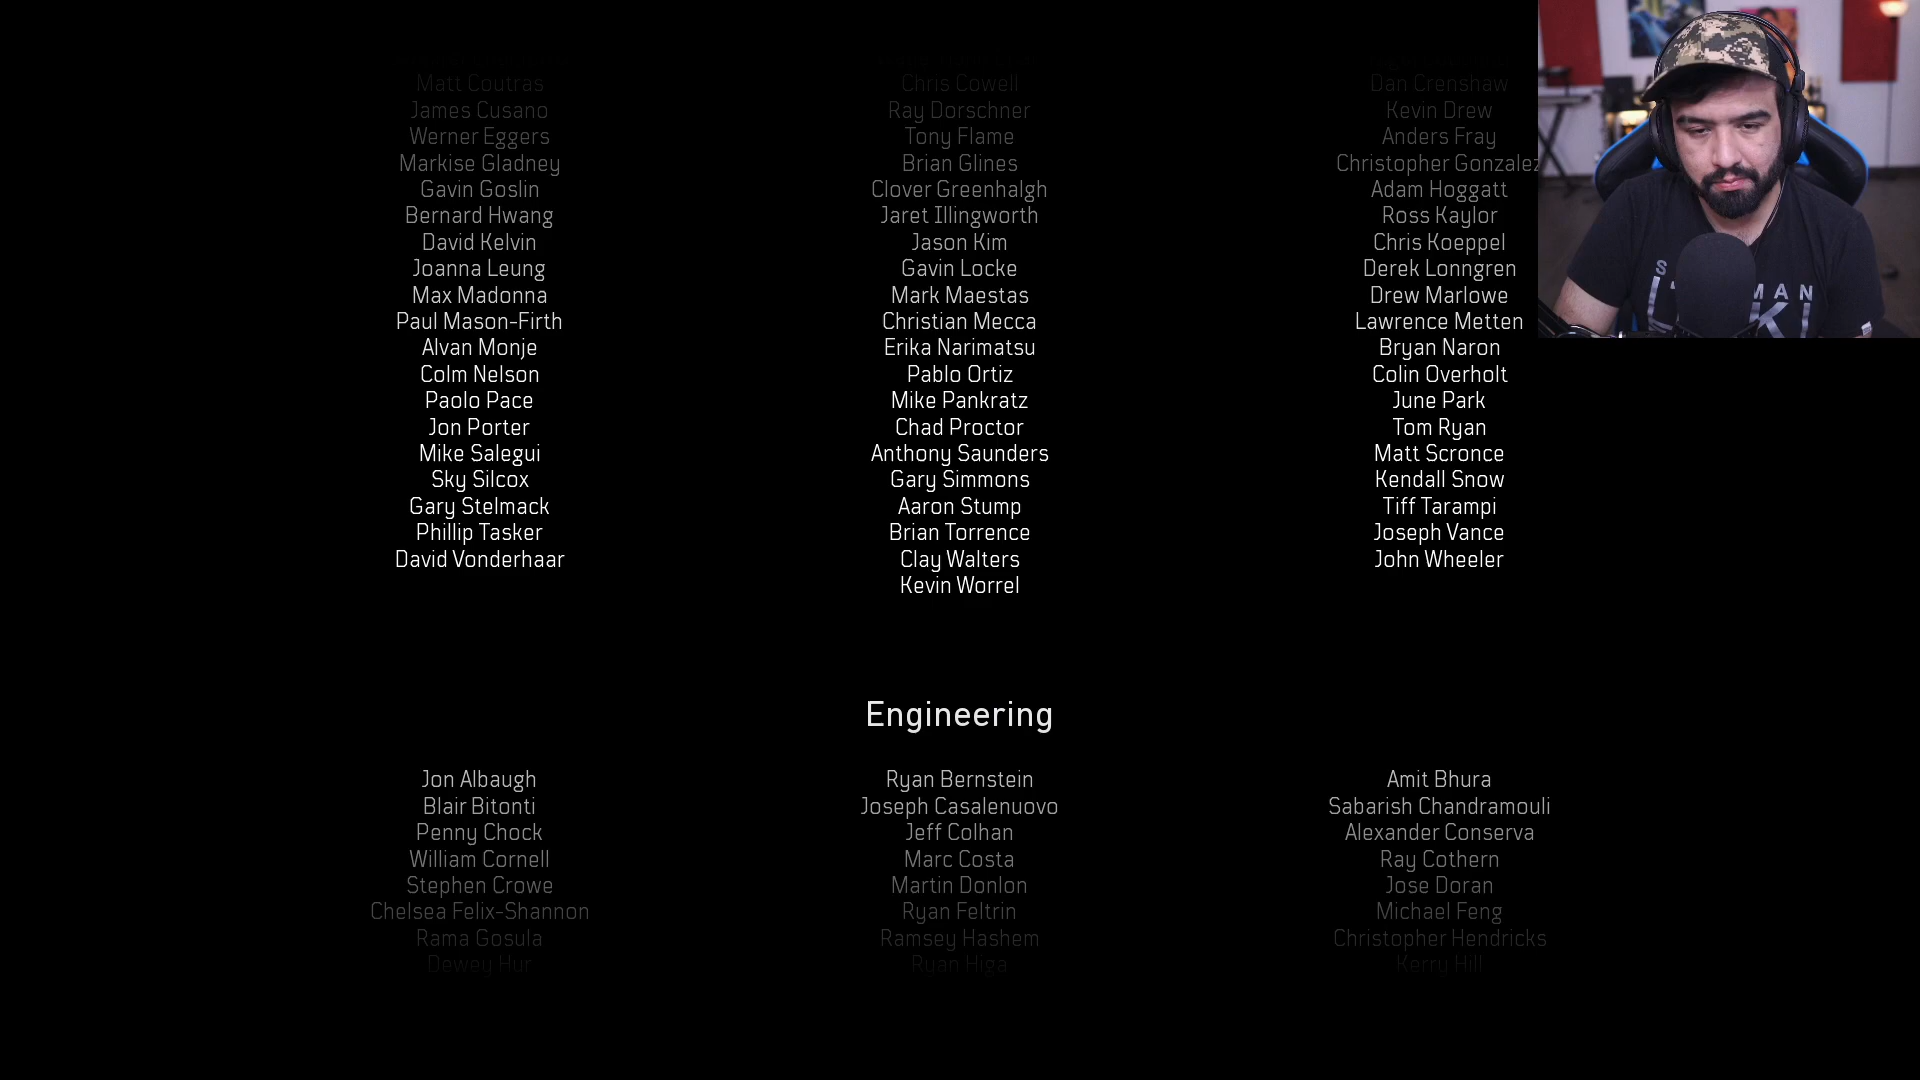 Matt Coutras Chris Cowell Dan Crenshaw
James Cusano Ray Dorschner Kevin Drew
Werner Eggers Tony Flame Anders Fray
Markise Gladney Brian Glines Christopher Gonzalez
Gavin Goslin Clover Greenhalgh Adam Hoggatt
Bernard Hwang Jaret Illingworth Ross Kaylor
David Kelvin Jason Kim Chris Koeppel
Joanna Leung Gavin Locke Derek Lonngren
Max Madonna Mark Maestas Drew Marlowe
Paul Mason-Firth Christian Mecca Lawrence Metten
Alvan Monje Erika Narimatsu Bryan Naron
Colm Nelson Pablo Ortiz Colin Overholt
Paolo Pace Mike Pankratz June Park
Jon Porter Chad Proctor Tom Ryan
Mike Salegui Anthony Saunders Matt Scronce
Sky Silcox Gary Simmons Kendall Snow
Gary Stelmack Aaron Stump Tiff Tarampi
Phillip Tasker Brian Torrence Joseph Vance
David Vonderhaar Clay Walters John Wheeler
Kevin Worrel
Engineering
Jon Albaugh Ryan Bernstein Amit Bhura
Blair Bitonti Joseph Casalenuovo Sabarish Chandramouli
Penny Chock Jeff Colhan Alexander Conserva
William Cornell Marc Costa Ray Cothern
Stephen Crowe Martin Donlon Jose Doran
Chelsea Felix-Shannon Ryan Feltrin Michael Feng
Rama Gosula Ramsey Hashem Christopher Hendricks
Dewey Hur Ryan Higa Kerry Hill